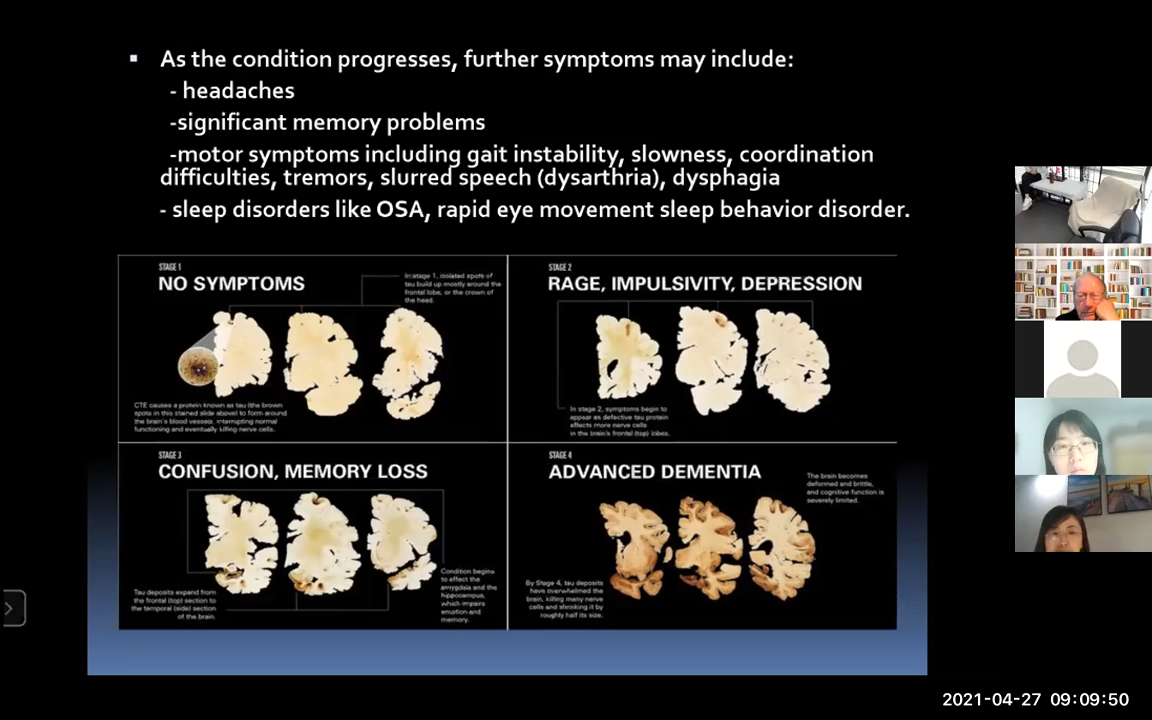 ▪ As the condition progresses, further symptoms may include:
- headaches
-significant memory problems
-motor symptoms including gait instability, slowness, coordination
difficulties, tremors, slurred speech (dysarthria), dysphagia
- sleep disorders like OSA, rapid eye movement sleep behavior disorder.
STAGE 1
NO SYMPTOMS
In stage 1, isolated spots of
tau build up mostly around the
frontal lobe, or the crown of
the head.
CTE causes a protein known as tau (the brown
spots in this stained slide above) to form around
the brain's blood vessels, interrupting normal
functioning and eventually killing nerve cells.
STAGE 2
RAGE, IMPULSIVITY, DEPRESSION
In stage 2, symptoms begin to
appear as defective tau protein
affects more nerve cells
in the brain's frontal (top) lobes.
STAGE 3
CONFUSION, MEMORY LOSS
Tau deposits expand from
the frontal (top) section to
the temporal (side) section
of the brain.
Condition begins
to effect the
amygdala and the
hippocampus,
which impairs
emotion and
memory.
STAGE 4
ADVANCED DEMENTIA
The brain becomes
deformed and brittle,
and cognitive function is
severely limited.
By Stage 4, tau deposits
have overwhelmed the
brain, killing many nerve
cells and shrinking it by
roughly half its size.
2021-04-27 09:09:50